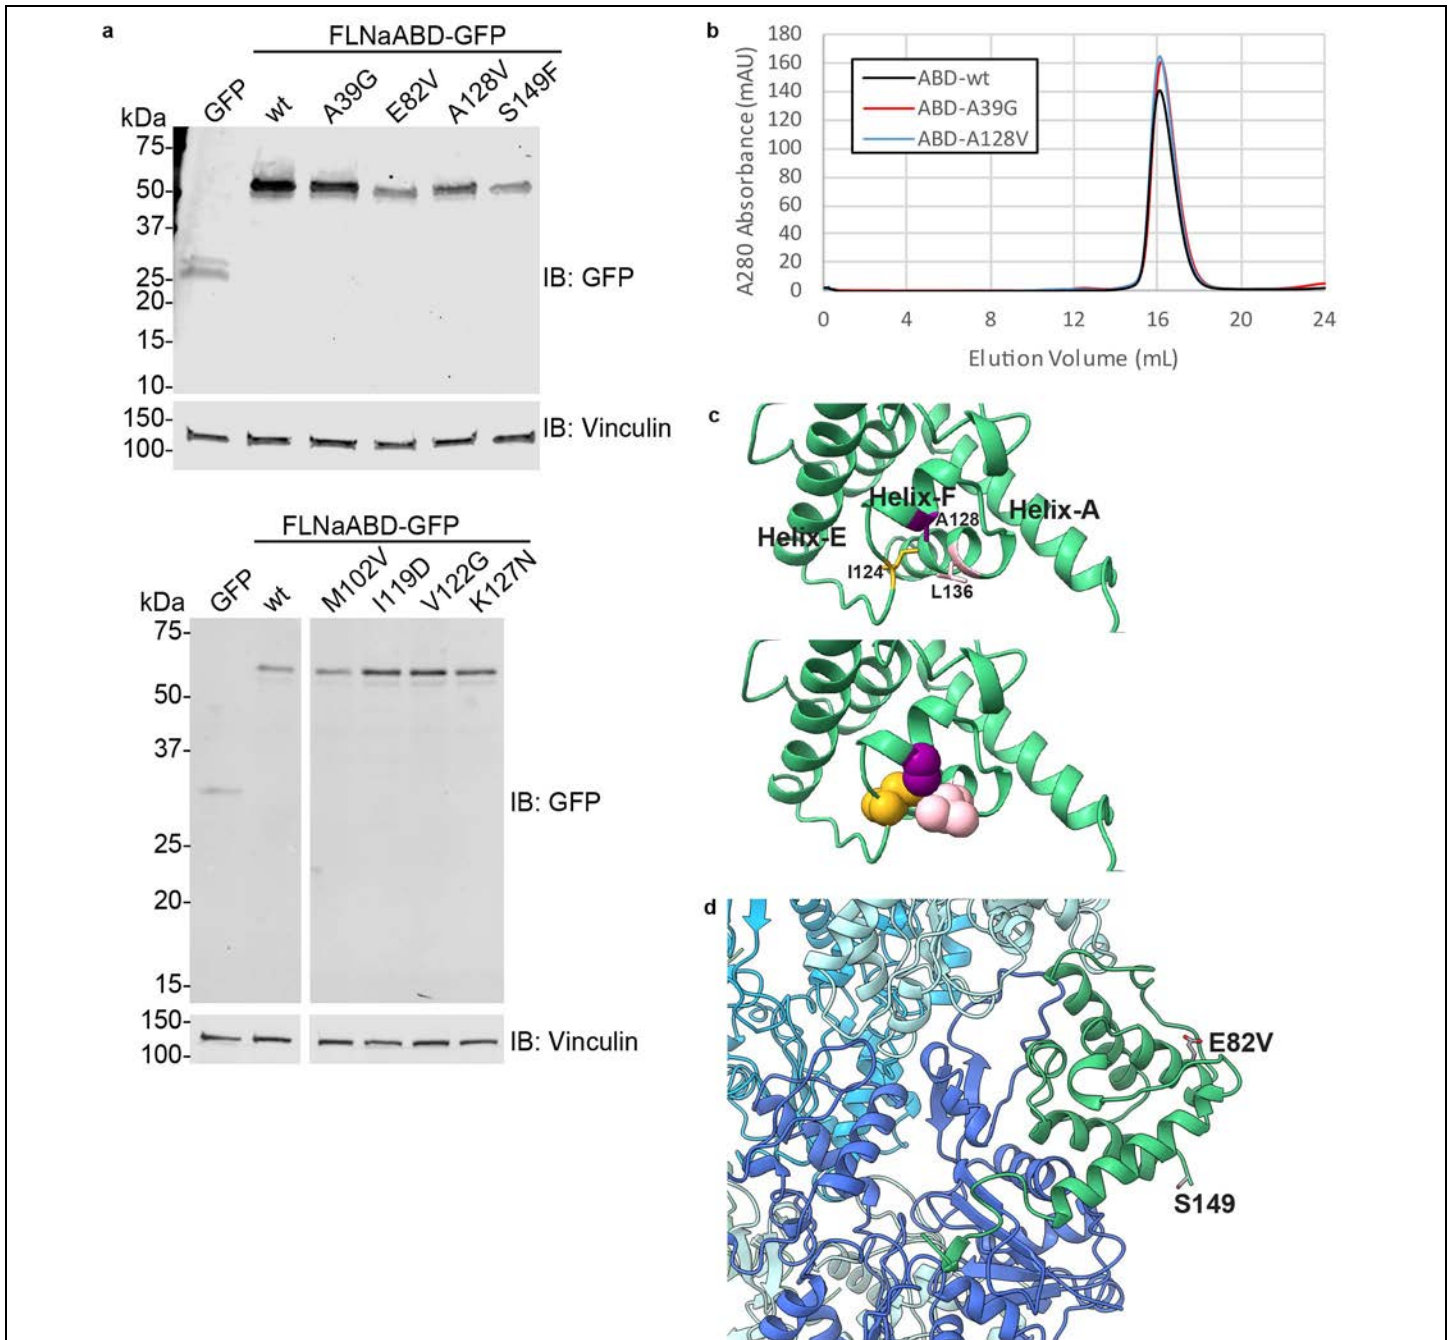 a
FLNaABD-GFP
kDa
GFP
wt
A39G
E82V
A128V
S149F
75-
50-
37-
25-
20-
15-
10-
IB: GFP
150-
100-
IB: Vinculin
FLNaABD-GFP
kDa
GFP
wt
M102V
I119D
V122G
K127N
75-
50-
37-
25-
20-
15-
IB: GFP
150-
100-
IB: Vinculin
b
A280 Absorbance (mAU)
180
160
140
120
100
80
60
40
20
0
ABD-wt
ABD-A39G
ABD-A128V
0 4 8 12 16 20 24
Elution Volume (mL)
c
Helix-F
Helix-A
A128
Helix-E
I124
L136
d
E82V
S149